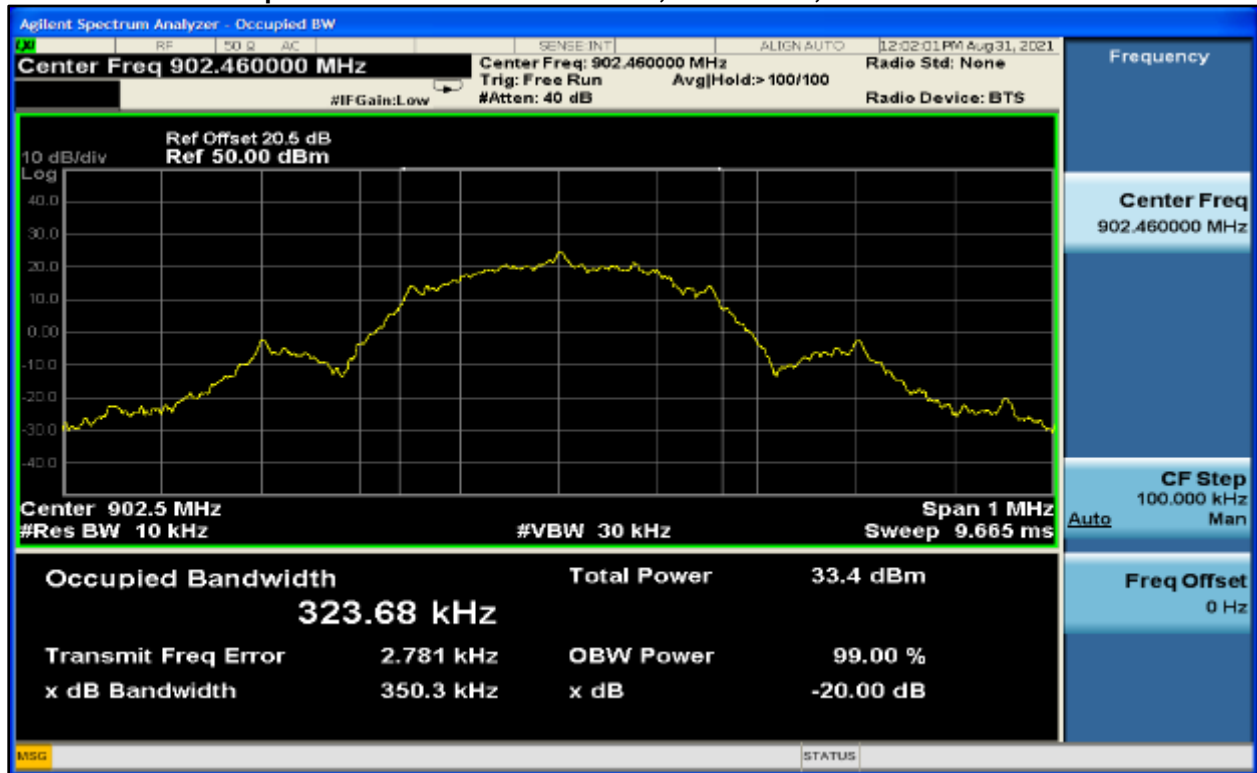 Agilent Spectrum Analyzer - Occupied BW
LXI RF 50 Ω AC SENSE:INT ALIGN AUTO 12:02:01 PM Aug 31, 2021
Center Freq 902.460000 MHz
Center Freq: 902.460000 MHz
Radio Std: None
Trig: Free Run Avg|Hold:> 100/100
#IFGain:Low
#Atten: 40 dB
Radio Device: BTS
Ref Offset 20.5 dB
10 dB/div Ref 50.00 dBm
Log
40.0
30.0
20.0
10.0
0.00
-10.0
-20.0
-30.0
-40.0
Center 902.5 MHz Span 1 MHz
#Res BW 10 kHz #VBW 30 kHz Sweep 9.665 ms
Occupied Bandwidth Total Power 33.4 dBm
323.68 kHz
Transmit Freq Error 2.781 kHz OBW Power 99.00 %
x dB Bandwidth 350.3 kHz x dB -20.00 dB
MSG STATUS
Frequency
Center Freq
902.460000 MHz
CF Step
100.000 kHz
Auto Man
Freq Offset
0 Hz